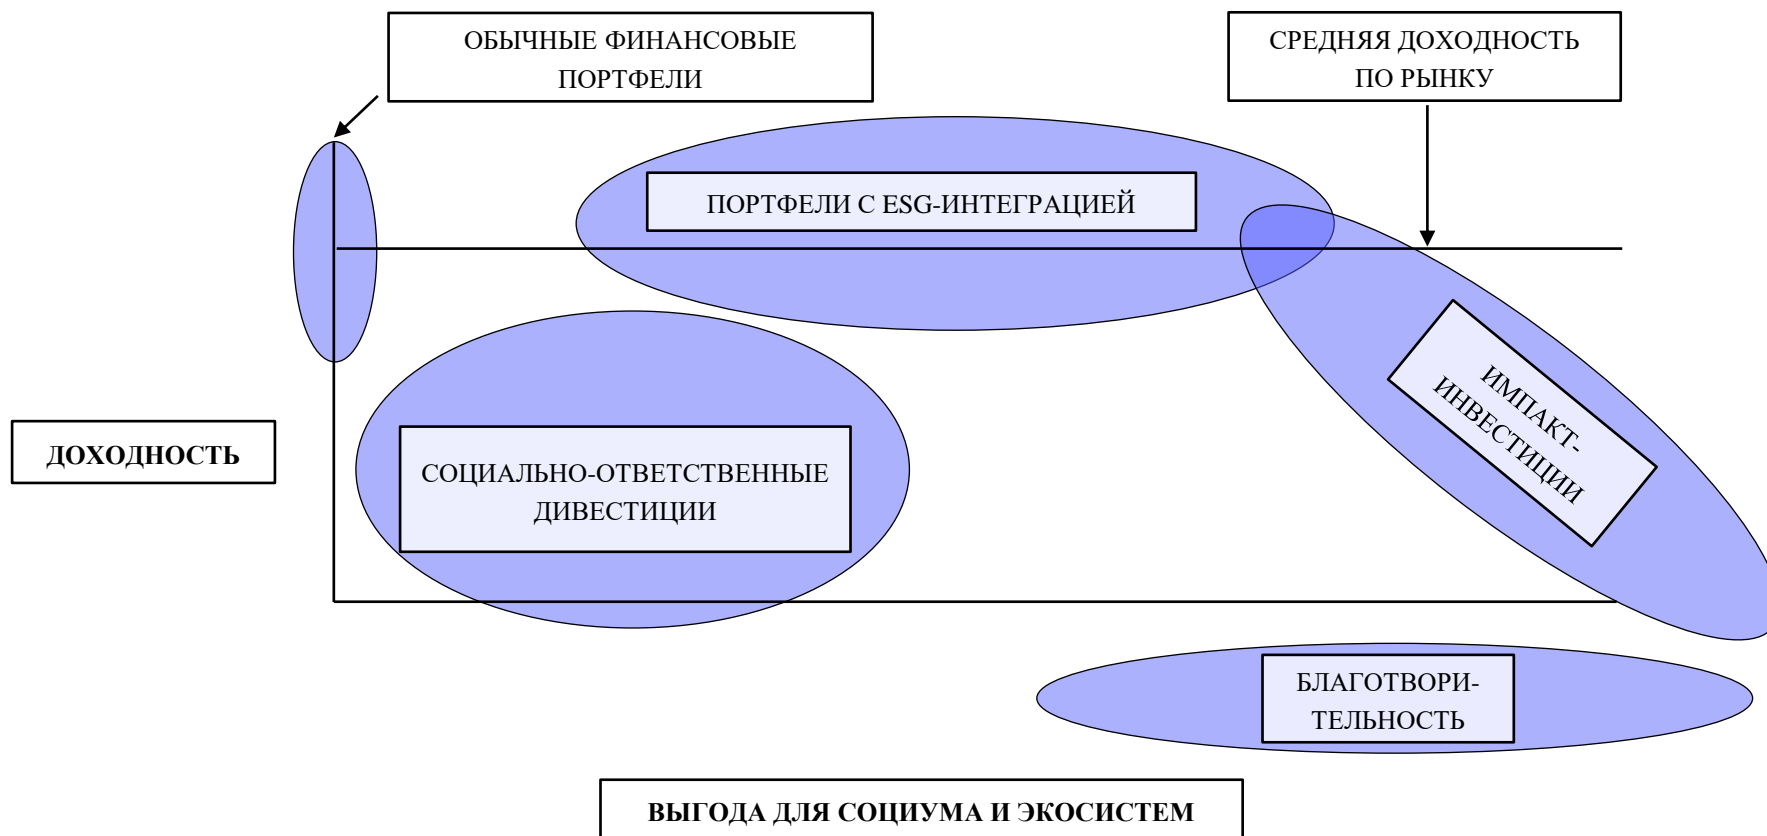 ОБЫЧНЫЕ ФИНАНСОВЫЕ
ПОРТФЕЛИ
СРЕДНЯЯ ДОХОДНОСТЬ
ПО РЫНКУ
ПОРТФЕЛИ С ESG-ИНТЕГРАЦИЕЙ
ИМПАКТ-
ИНВЕСТИЦИИ
ДОХОДНОСТЬ
СОЦИАЛЬНО-ОТВЕТСТВЕННЫЕ
ДИВЕСТИЦИИ
БЛАГОТВОРИ-
ТЕЛЬНОСТЬ
ВЫГОДА ДЛЯ СОЦИУМА И ЭКОСИСТЕМ